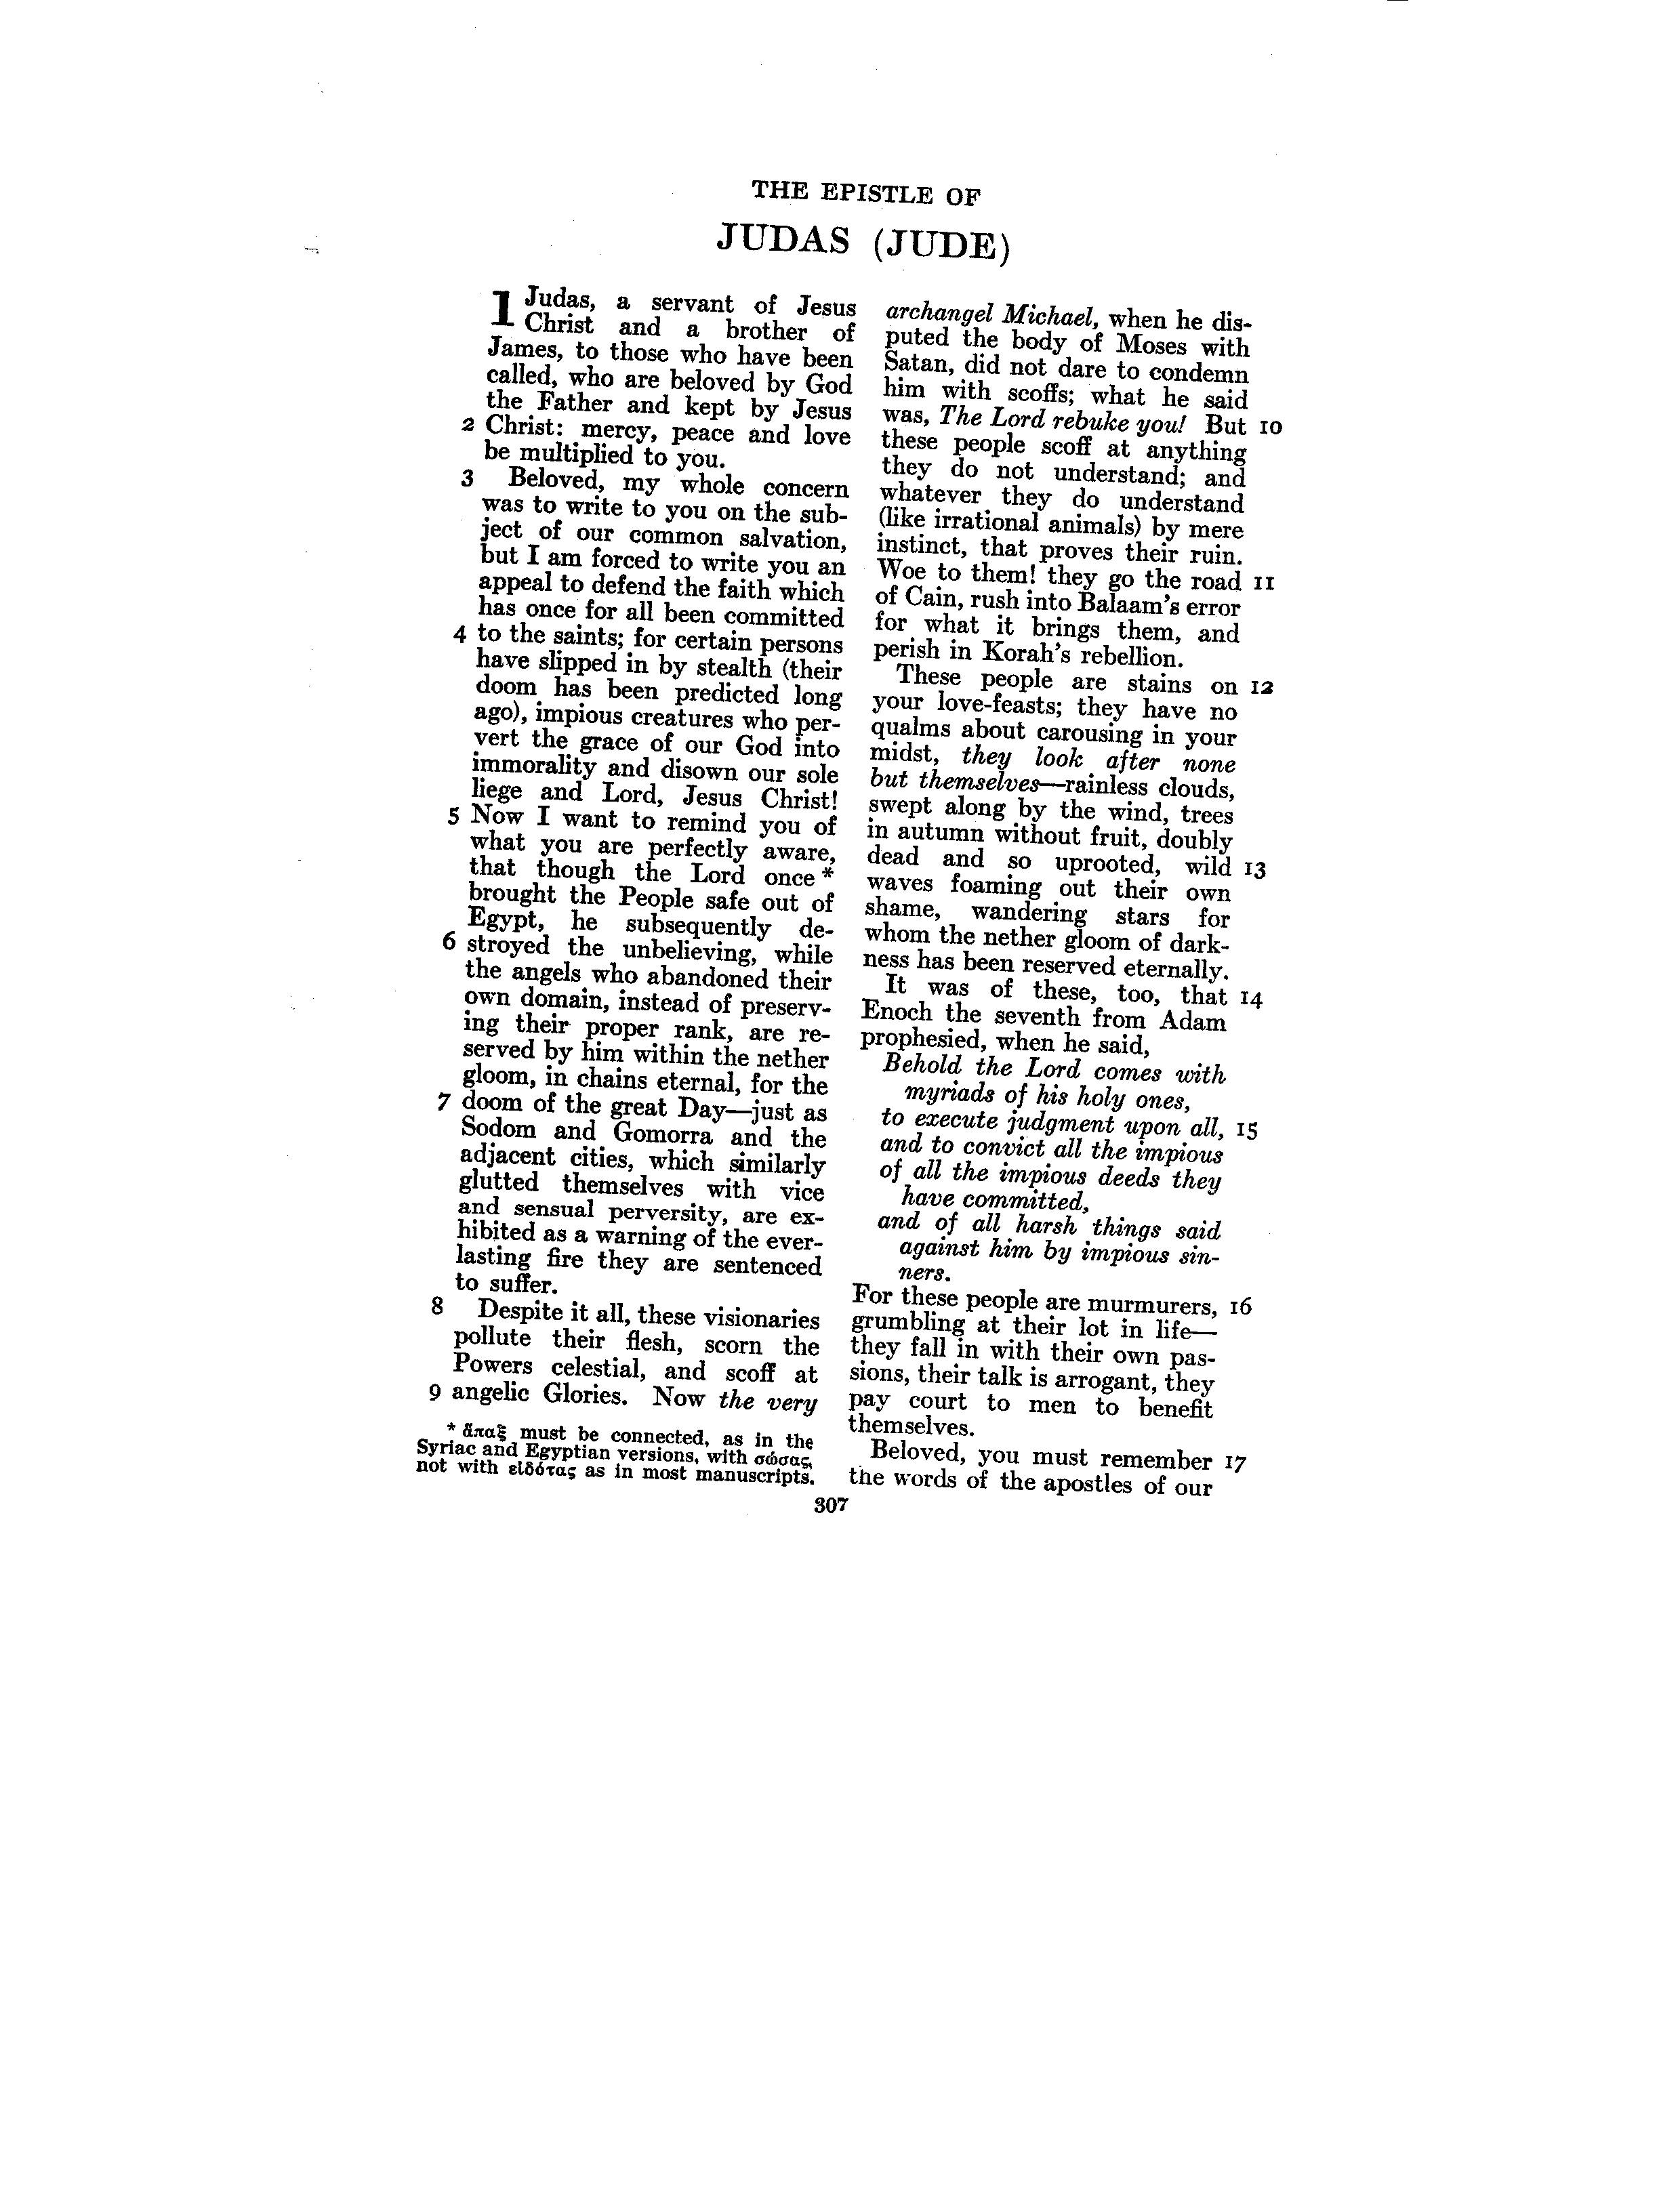 THE EPISTLE OF
JUDAS (JUDE)
1 Judas, a servant of Jesus
Christ and a brother of
James, to those who have been
called, who are beloved by God
the Father and kept by Jesus
2 Christ: mercy, peace and love
be multiplied to you.
3 Beloved, my whole concern
was to write to you on the sub-
ject of our common salvation,
but I am forced to write you an
appeal to defend the faith which
has once for all been committed
4 to the saints; for certain persons
have slipped in by stealth (their
doom has been predicted long
ago), impious creatures who per-
vert the grace of our God into
immorality and disown our sole
liege and Lord, Jesus Christ!
5 Now I want to remind you of
what you are perfectly aware,
that though the Lord once *
brought the People safe out of
Egypt, he subsequently de-
6 stroyed the unbelieving, while
the angels who abandoned their
own domain, instead of preserv-
ing their proper rank, are re-
served by him within the nether
gloom, in chains eternal, for the
7 doom of the great Day—just as
Sodom and Gomorra and the
adjacent cities, which similarly
glutted themselves with vice
and sensual perversity, are ex-
hibited as a warning of the ever-
lasting fire they are sentenced
to suffer.
8 Despite it all, these visionaries
pollute their flesh, scorn the
Powers celestial, and scoff at
9 angelic Glories. Now the very
* ἅπαξ must be connected, as in the
Syriac and Egyptian versions, with σώσας,
not with εἰδότας as in most manuscripts.
archangel Michael, when he dis-
puted the body of Moses with
Satan, did not dare to condemn
him with scoffs; what he said
was, The Lord rebuke you! But 10
these people scoff at anything
they do not understand; and
whatever they do understand
(like irrational animals) by mere
instinct, that proves their ruin.
Woe to them! they go the road 11
of Cain, rush into Balaam's error
for what it brings them, and
perish in Korah's rebellion.
These people are stains on 12
your love-feasts; they have no
qualms about carousing in your
midst, they look after none
but themselves—rainless clouds,
swept along by the wind, trees
in autumn without fruit, doubly
dead and so uprooted, wild 13
waves foaming out their own
shame, wandering stars for
whom the nether gloom of dark-
ness has been reserved eternally.
It was of these, too, that 14
Enoch the seventh from Adam
prophesied, when he said,
Behold the Lord comes with
myriads of his holy ones,
to execute judgment upon all, 15
and to convict all the impious
of all the impious deeds they
have committed,
and of all harsh things said
against him by impious sin-
ners.
For these people are murmurers, 16
grumbling at their lot in life—
they fall in with their own pas-
sions, their talk is arrogant, they
pay court to men to benefit
themselves.
Beloved, you must remember 17
the words of the apostles of our
307